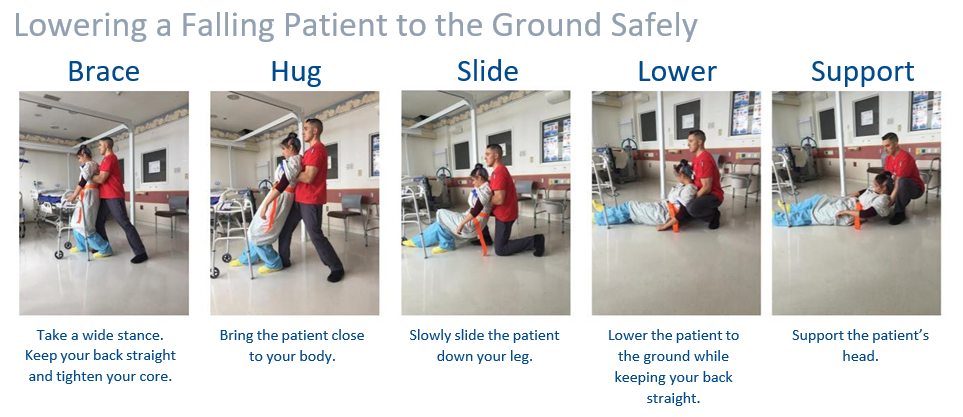 Lowering a Falling Patient to the Ground Safely
Brace
Hug
Slide
Lower
Support
Take a wide stance.
Keep your back straight
and tighten your core.
Bring the patient close
to your body.
Slowly slide the patient
down your leg.
Lower the patient to
the ground while
keeping your back
straight.
Support the patient's
head.